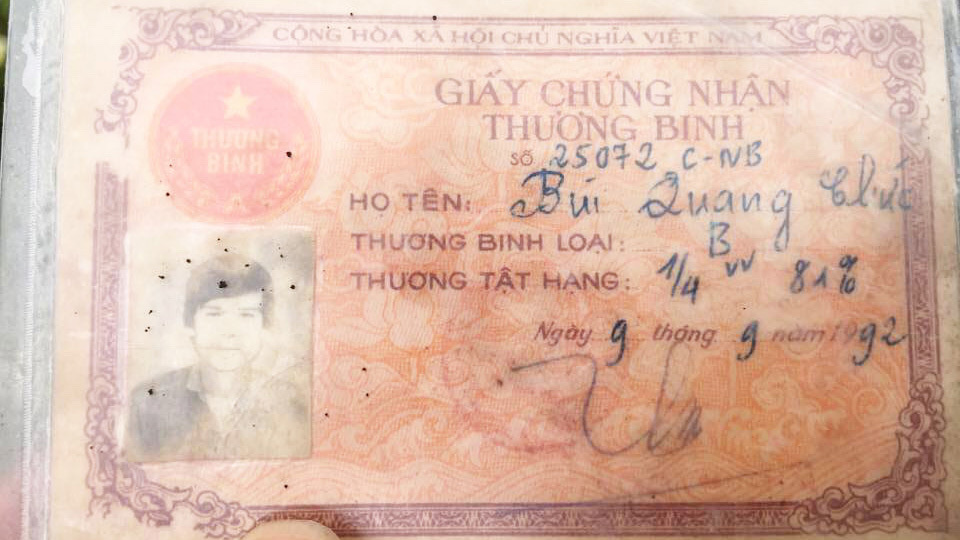 CỘNG HÒA XÃ HỘI CHỦ NGHĨA VIỆT NAM
THƯƠNG
BINH
GIẤY CHỨNG NHẬN
THƯƠNG BINH
SỐ 25072 C-NB
HỌ TÊN: Bùi Quang
THƯƠNG BINH LOẠI: B
THƯƠNG TẬT HẠNG: 1/4 vv 81%
Ngày 9 tháng 9 năm 1992